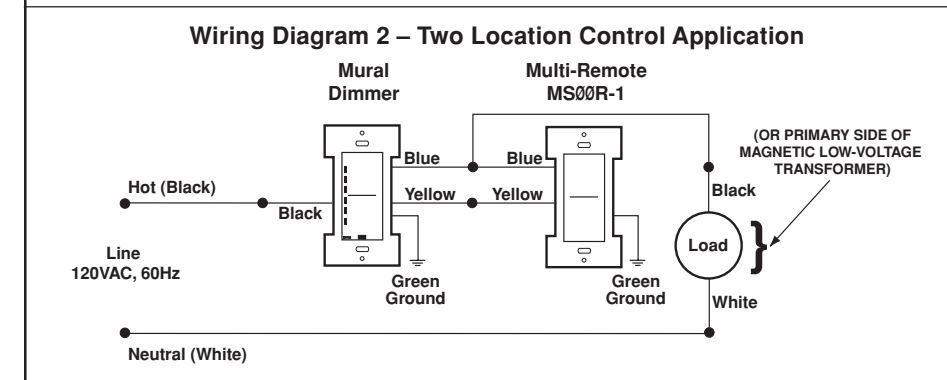 Wiring Diagram 2 – Two Location Control Application
Mural
Dimmer
Multi-Remote
MSØØR-1
(OR PRIMARY SIDE OF
MAGNETIC LOW-VOLTAGE
TRANSFORMER)
Blue
Blue
Hot (Black)
Yellow
Yellow
Black
Black
Load
Line
120VAC, 60Hz
Green
Ground
Green
Ground
White
Neutral (White)